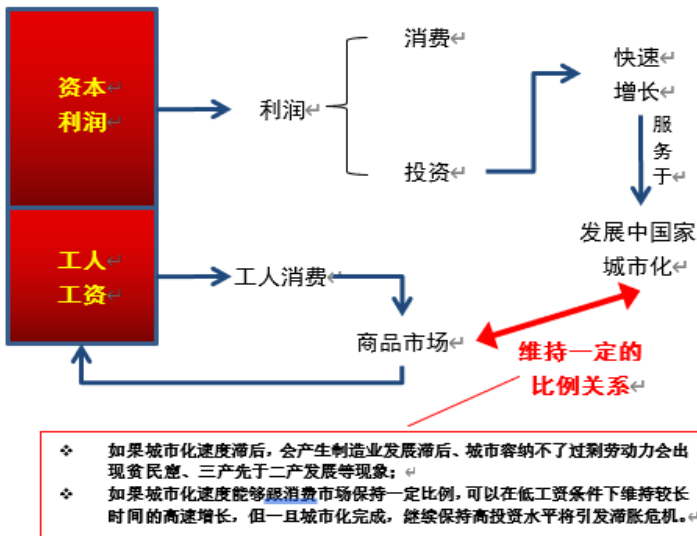 资本
利润
利润
消费
投资
快速
增长
服
务
于
发展中国家
城市化
工人
工资
工人消费
商品市场
维持一定的
比例关系
如果城市化速度滞后，会产生制造业发展滞后、城市容纳不了过剩劳动力会出
现贫民窟、三产先于二产发展等现象；
如果城市化速度能够跟消费市场保持一定比例，可以在低工资条件下维持较长
时间的高速增长，但一旦城市化完成，继续保持高投资水平将引发滞胀危机。